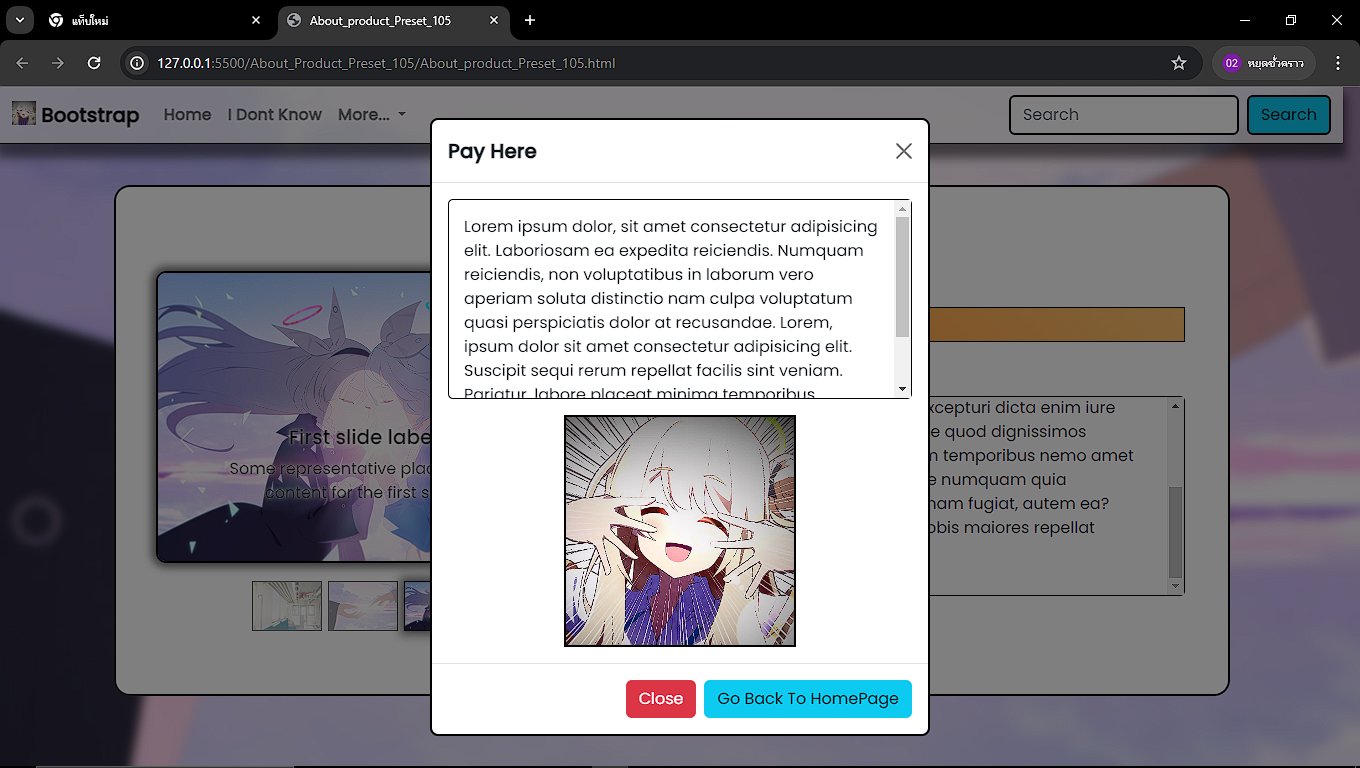 แท็บใหม่
About_product_Preset_105
127.0.0.1:5500/About_Product_Preset_105/About_product_Preset_105.html
02 หยุดชั่วคราว
Bootstrap Home I Dont Know More...
Search Search
Pay Here
Lorem ipsum dolor, sit amet consectetur adipisicing
elit. Laboriosam ea expedita reiciendis. Numquam
reiciendis, non voluptatibus in laborum vero
aperiam soluta distinctio nam culpa voluptatum
quasi perspiciatis dolor at recusandae. Lorem,
ipsum dolor sit amet consectetur adipisicing elit.
Suscipit sequi rerum repellat facilis sint veniam.
Pariatur, labore placeat minima temporibus
Close Go Back To HomePage
First slide labe
Some representative plac
content for the first s
xcepturi dicta enim iure
e quod dignissimos
m temporibus nemo amet
e numquam quia
nam fugiat, autem ea?
obis maiores repellat